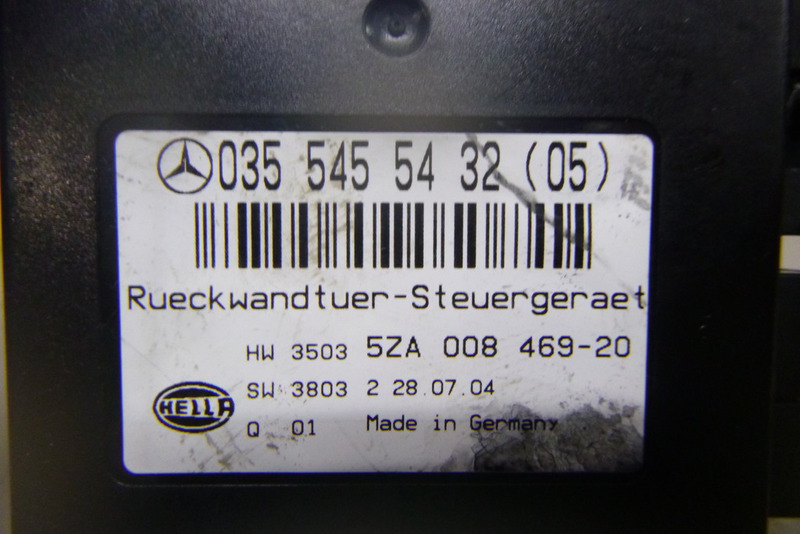 035 545 54 32 (05)
Rueckwandtuer-Steuergeraet
HW 3503 5ZA 008 469-20
SW 3803 2 28.07.04
HELLA
Q 01 Made in Germany